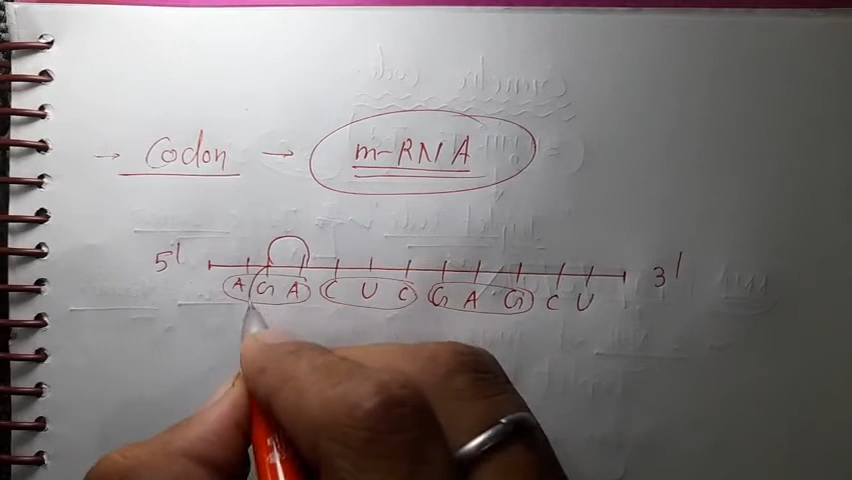 → Codon → m-RNA
5' 3'
A G A C U C G A G C U